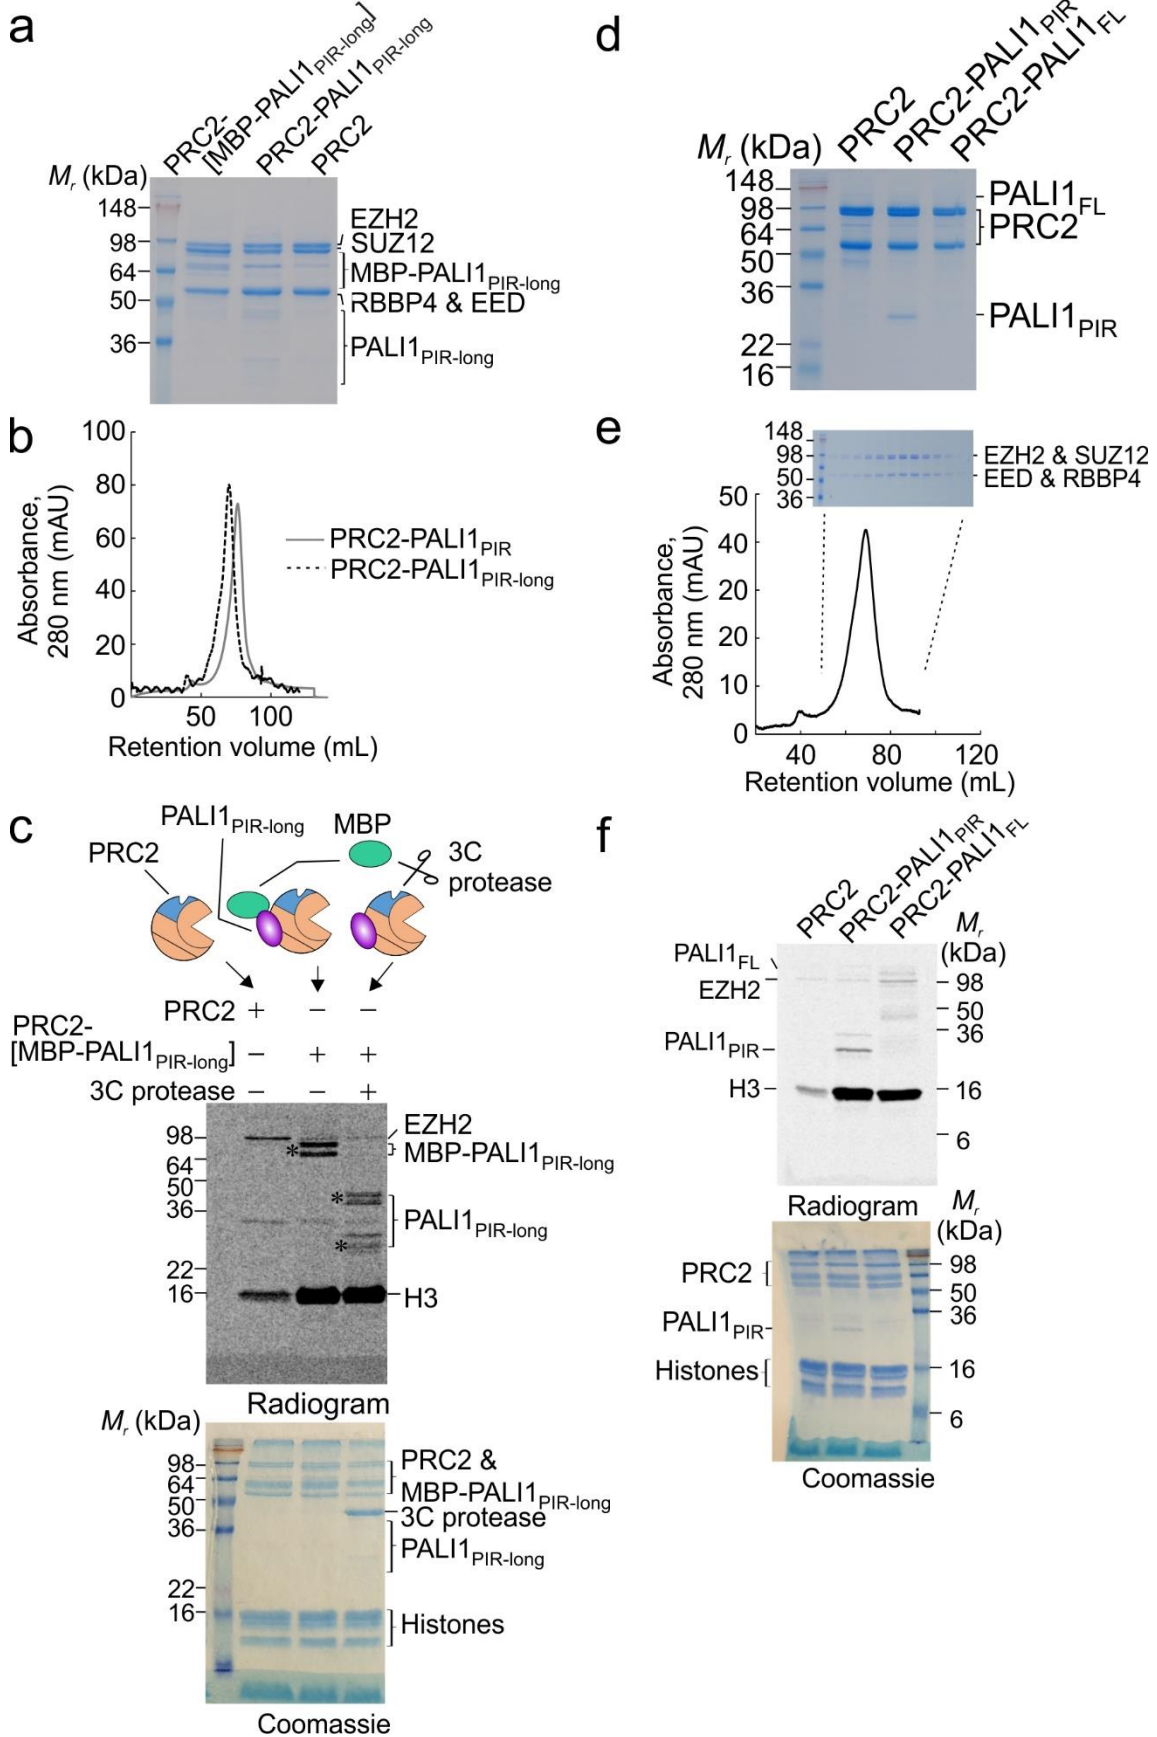 a
PRC2-
[MBP-PALI1PIR-long]
PRC2-PALI1PIR-long
PRC2
Mr (kDa)
148
98
64
50
36
EZH2
SUZ12
MBP-PALI1PIR-long
RBBP4 & EED
PALI1PIR-long
b
100
80
60
40
20
0
Absorbance,
280 nm (mAU)
PRC2-PALI1PIR
PRC2-PALI1PIR-long
50 100
Retention volume (mL)
c
PALI1PIR-long
MBP
PRC2
3C
protease
PRC2 + – –
PRC2-
[MBP-PALI1PIR-long] – + +
3C protease – – +
98
64
50
36
22
16
*
*
*
EZH2
MBP-PALI1PIR-long
PALI1PIR-long
H3
Radiogram
Mr (kDa)
98
64
50
36
22
16
PRC2 &
MBP-PALI1PIR-long
3C protease
PALI1PIR-long
Histones
Coomassie
d
PRC2
PRC2-PALI1PIR
PRC2-PALI1FL
Mr (kDa)
148
98
64
50
36
22
16
PALI1FL
PRC2
PALI1PIR
e
148
98
50
36
EZH2 & SUZ12
EED & RBBP4
50
40
20
20
10
0
Absorbance,
280 nm (mAU)
40 80 120
Retention volume (mL)
f
PRC2
PRC2-PALI1PIR
PRC2-PALI1FL
Mr
(kDa)
PALI1FL
EZH2
PALI1PIR
H3
98
50
36
16
6
Radiogram
Mr
(kDa)
PRC2
PALI1PIR
Histones
98
50
36
16
6
Coomassie